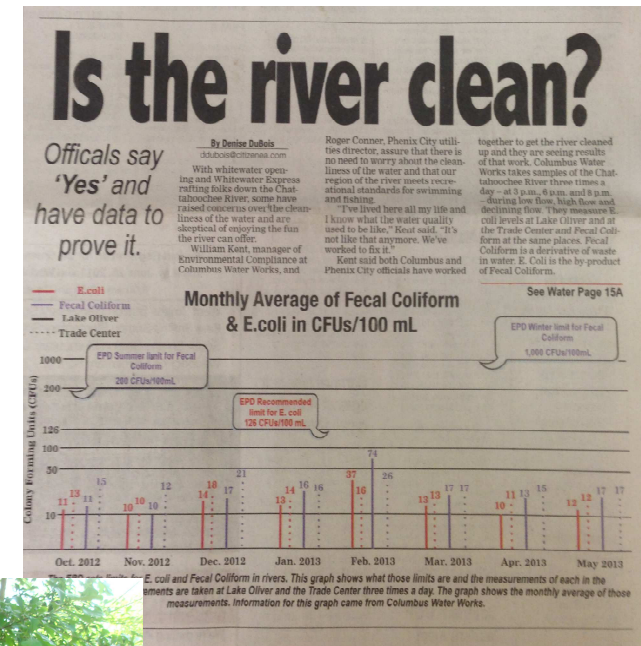 Is the river clean?
Officals say
'Yes' and
have data to
prove it.
By Denise DuBois
ddubois@citizenea.com
With whitewater open-
ing and Whitewater Express
rafting folks down the Chat-
tahoochee River, some have
raised concerns over the clean-
liness of the water and are
skeptical of enjoying the fun
the river can offer.
William Kent, manager of
Environmental Compliance at
Columbus Water Works, and
Roger Conner, Phenix City utili-
ties director, assure that there is
no need to worry about the clean-
liness of the water and that our
region of the river meets recre-
ational standards for swimming
and fishing.
"I've lived here all my life and
I know what the water quality
used to be like," Kent said. "It's
not like that anymore. We've
worked to fix it."
Kent said both Columbus and
Phenix City officials have worked
together to get the river cleaned
up and they are seeing results
of that work. Columbus Water
Works takes samples of the Chat-
tahoochee River three times a
day – at 3 p.m., 6 p.m. and 8 p.m.
– during low flow, high flow and
declining flow. They measure E.
coli levels at Lake Oliver and at
the Trade Center and Fecal Coli-
form at the same places. Fecal
Coliform is a derivative of waste
in water. E. Coli is the by-product
of Fecal Coliform.
See Water Page 15A
E.coli
Fecal Coliform
Lake Oliver
Trade Center
Monthly Average of Fecal Coliform
& E.coli in CFUs/100 mL
EPD Summer limit for Fecal
Coliform
200 CFUs/100mL
EPD Recommended
limit for E. coli
126 CFUs/100 mL
EPD Winter limit for Fecal
Coliform
1,000 CFUs/100mL
Colony Forming Units (CFUs)
1000
200
126
100
30
10
11 13 11 15
10 10 10 12
14 18 17 21
13 14 16 16
37 16 74 26
13 13 17 17
10 11 13 15
12 12 17 17
Oct. 2012 Nov. 2012 Dec. 2012 Jan. 2013 Feb. 2013 Mar. 2013 Apr. 2013 May 2013
E. coli and Fecal Coliform in rivers. This graph shows what those limits are and the measurements of each in the
are taken at Lake Oliver and the Trade Center three times a day. The graph shows the monthly average of those
measurements. Information for this graph came from Columbus Water Works.